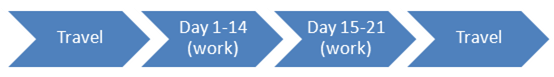 Travel
Day 1-14
(work)
Day 15-21
(work)
Travel